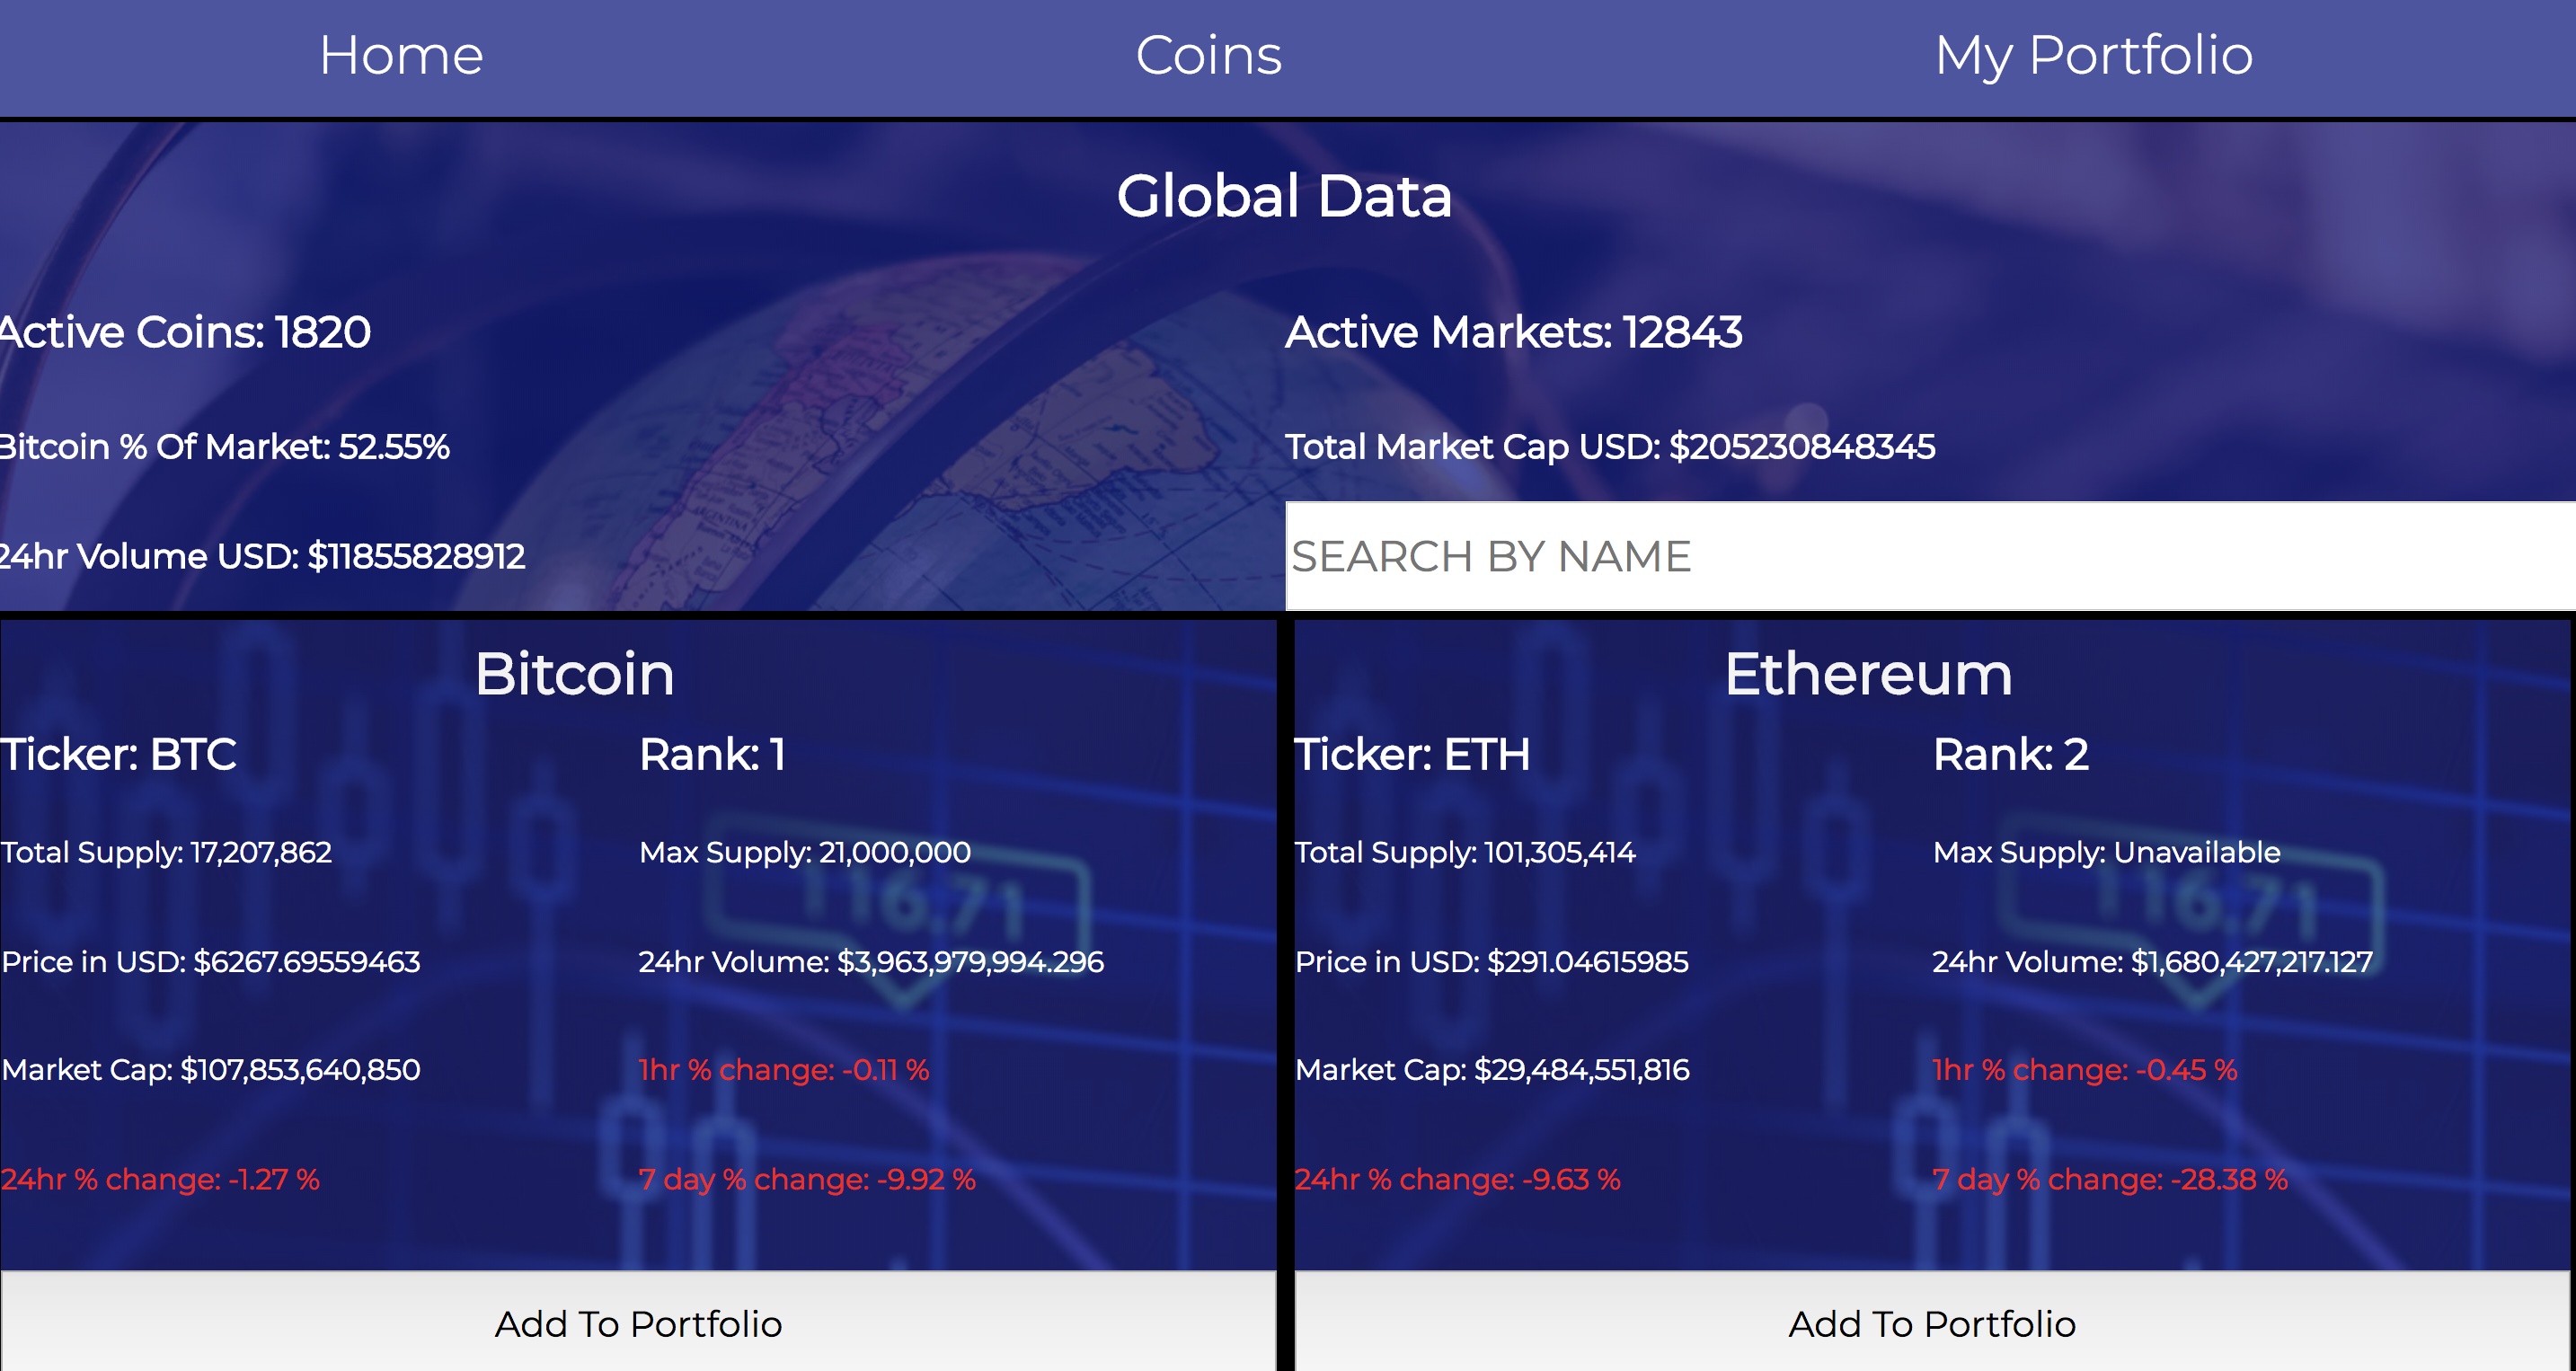 Home Coins My Portfolio
Global Data
Active Coins: 1820 Active Markets: 12843
Bitcoin % Of Market: 52.55% Total Market Cap USD: $205230848345
24hr Volume USD: $11855828912 SEARCH BY NAME
ARGENTINA
Bitcoin
Ticker: BTC Rank: 1
Total Supply: 17,207,862 Max Supply: 21,000,000
116.71
Price in USD: $6267.69559463 24hr Volume: $3,963,979,994.296
Market Cap: $107,853,640,850 1hr % change: -0.11 %
24hr % change: -1.27 % 7 day % change: -9.92 %
Add To Portfolio
Ethereum
Ticker: ETH Rank: 2
Total Supply: 101,305,414 Max Supply: Unavailable
116.71
Price in USD: $291.04615985 24hr Volume: $1,680,427,217.127
Market Cap: $29,484,551,816 1hr % change: -0.45 %
24hr % change: -9.63 % 7 day % change: -28.38 %
Add To Portfolio